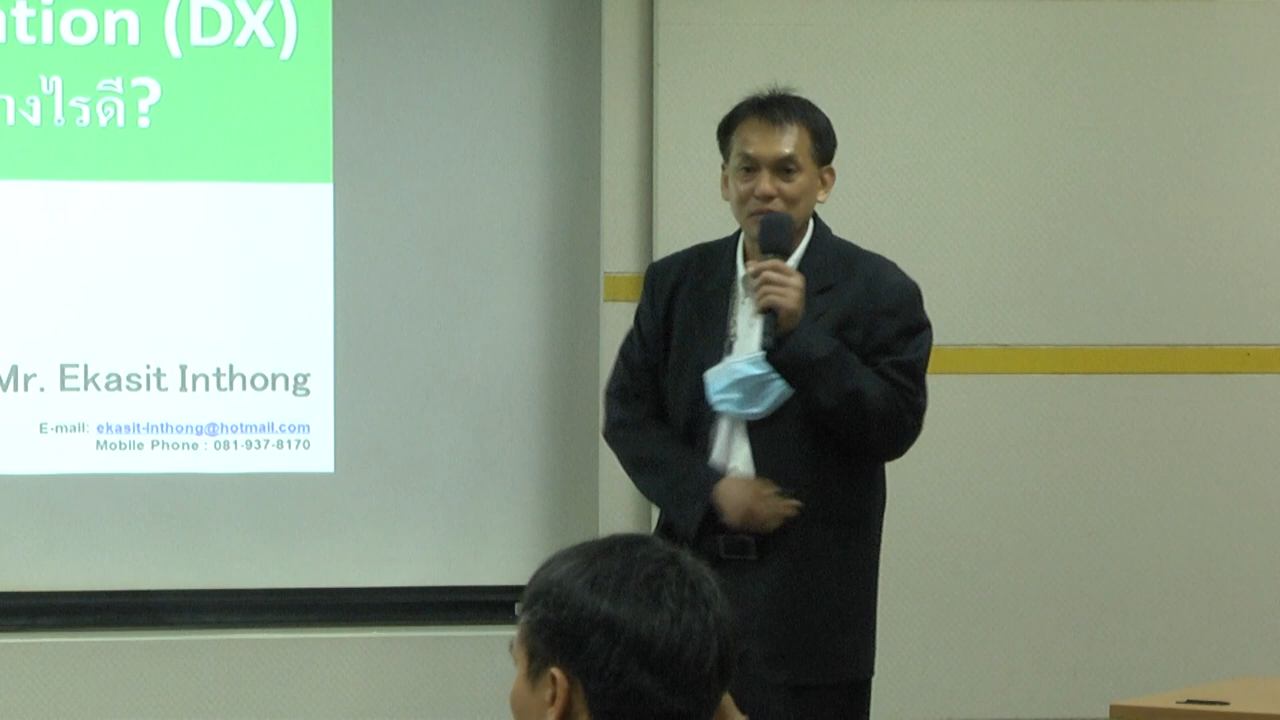 ation (DX)
างไรดี?
Mr. Ekasit Inthong
E-mail: ekasit-inthong@hotmail.com
Mobile Phone : 081-937-8170